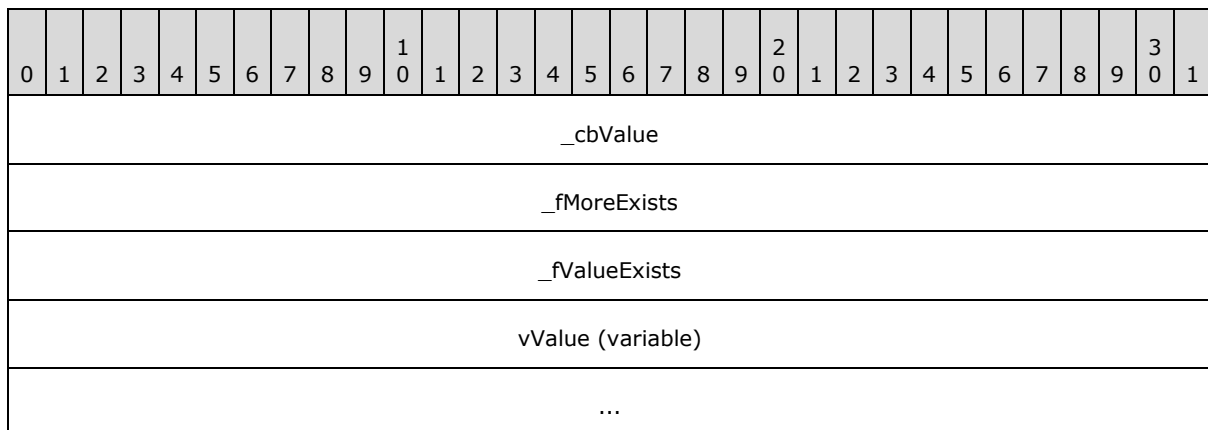 1 2 3
0 1 2 3 4 5 6 7 8 9 0 1 2 3 4 5 6 7 8 9 0 1 2 3 4 5 6 7 8 9 0 1
_cbValue
_fMoreExists
_fValueExists
vValue (variable)
...